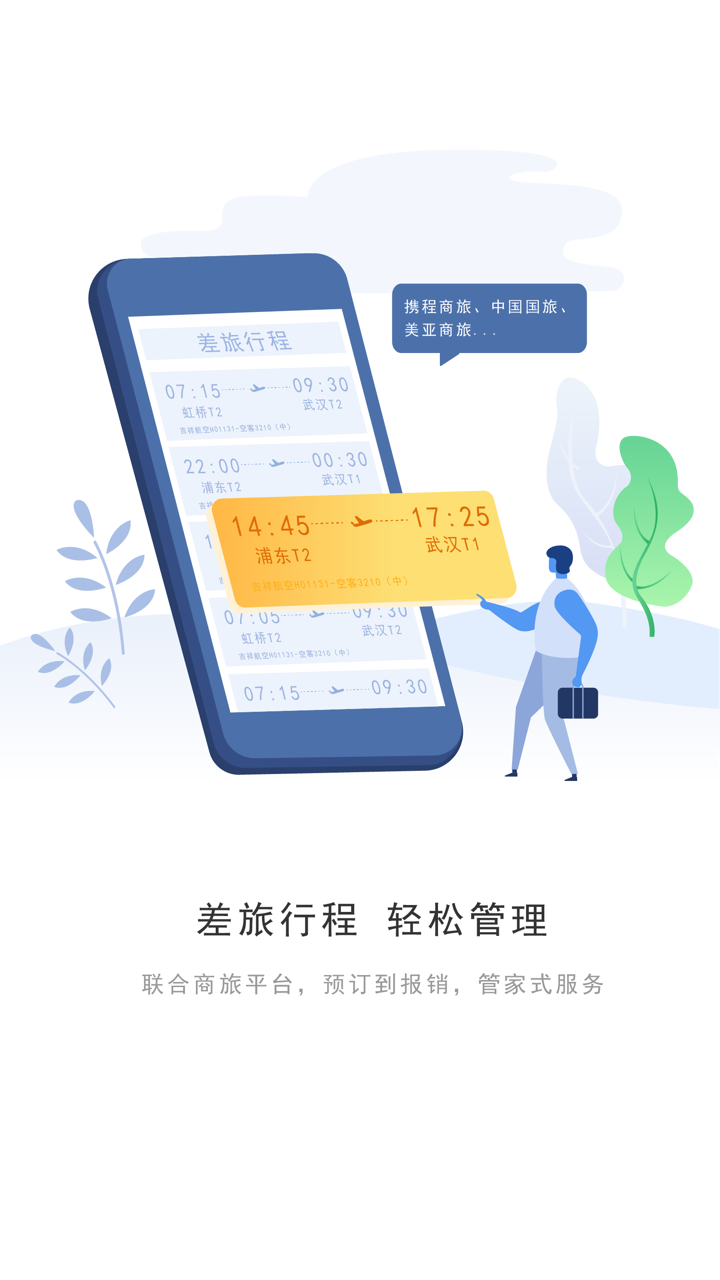 携程商旅、中国国旅、
美亚商旅...
差旅行程
07:15 09:30
虹桥T2 武汉T2
吉祥航空HO1131-空客3210（中）
22:00 00:30
浦东T2 武汉T1
吉祥
14:45 17:25
浦东T2 武汉T1
吉祥航空HO1131-空客3210（中）
07:05 09:30
虹桥T2 武汉T2
吉祥航空HO1131-空客3210（中）
07:15 09:30
差旅行程 轻松管理
联合商旅平台，预订到报销，管家式服务